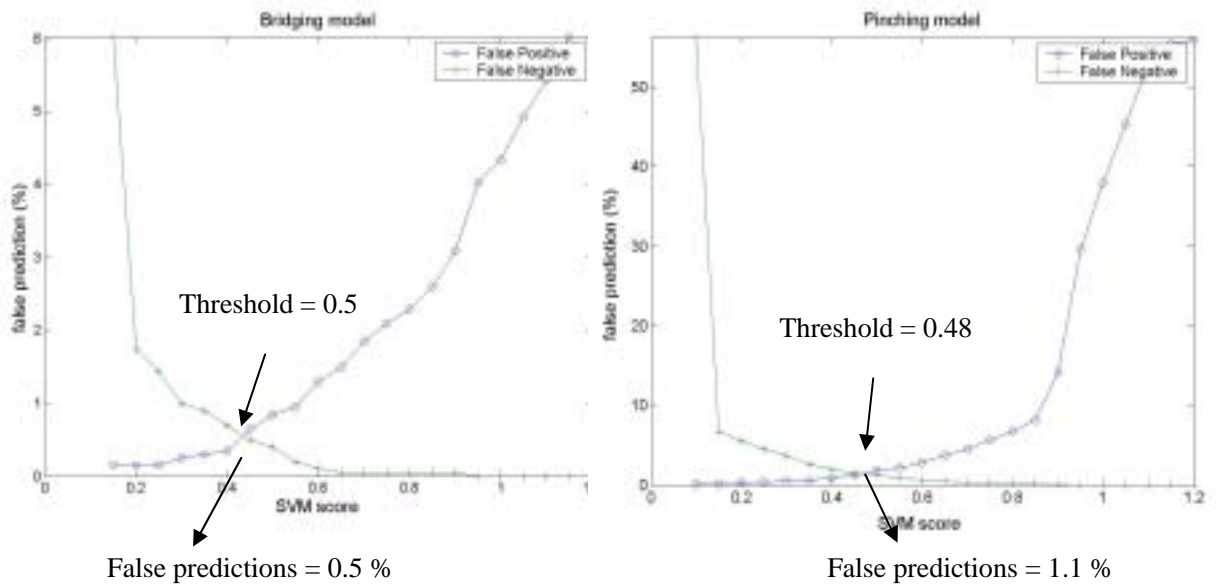 Bridging model
False Positive
False Negative
6
5
4
3
2
1
0
false prediction (%)
Threshold = 0.5
0
0.2
0.4
0.6
0.8
1
SVM score
False predictions = 0.5 %
Pinching model
False Positive
False Negative
50
40
30
20
10
0
false prediction (%)
Threshold = 0.48
0
0.2
0.4
0.6
0.8
1
1.2
SVM score
False predictions = 1.1 %